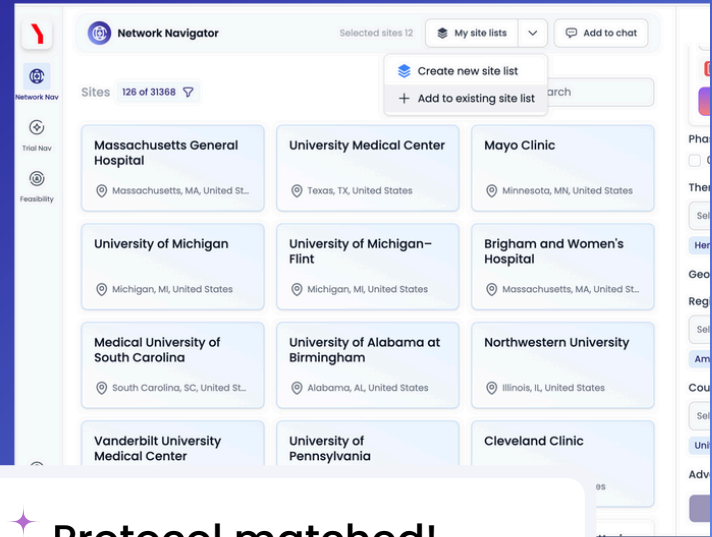 Network Navigator
Selected sites 12
My site lists
Add to chat
Create new site list
Add to existing site list
Network Nav
Trial Nav
Feasibility
Sites
126 of 31368
Massachusetts General
Hospital
Massachusetts, MA, United St...
University Medical Center
Texas, TX, United States
Mayo Clinic
Minnesota, MN, United States
University of Michigan
Michigan, MI, United States
University of Michigan–
Flint
Michigan, MI, United States
Brigham and Women's
Hospital
Massachusetts, MA, United St...
Medical University of
South Carolina
South Carolina, SC, United St...
University of Alabama at
Birmingham
Alabama, AL, United States
Northwestern University
Illinois, IL, United States
Vanderbilt University
Medical Center
University of
Pennsylvania
Cleveland Clinic
Protocol matched!